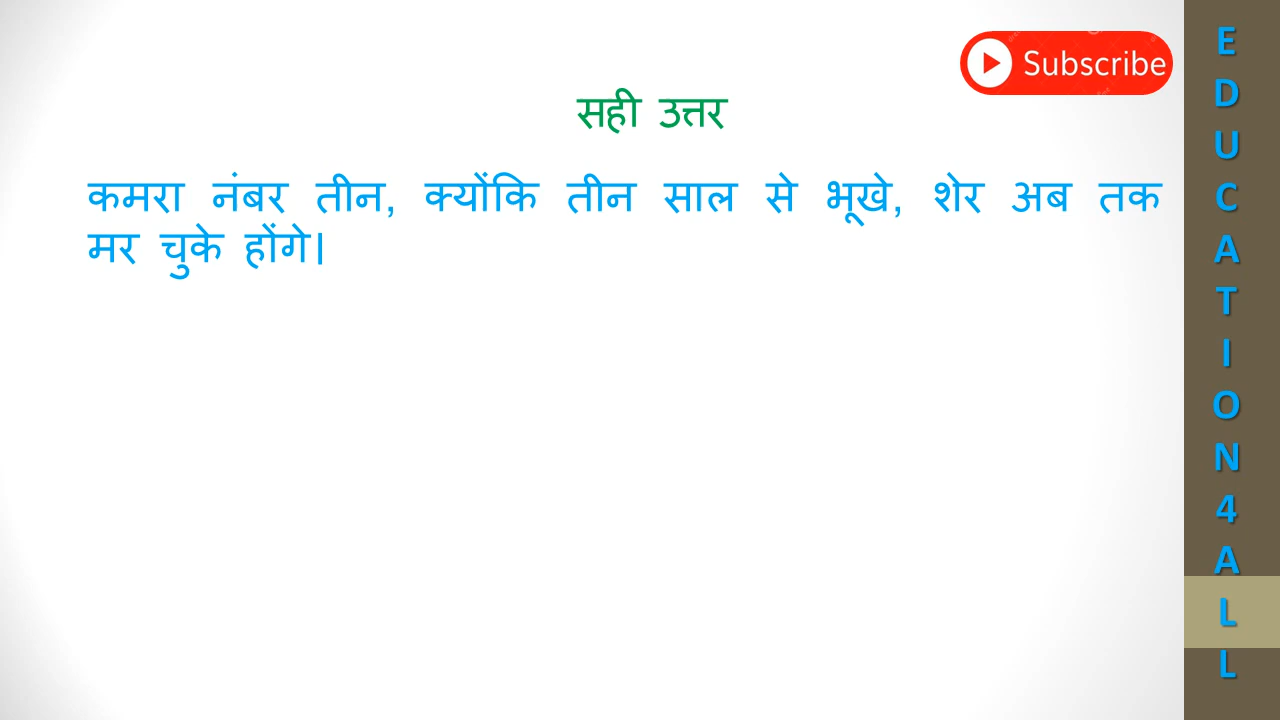 Subscribe
सही उत्तर
कमरा नंबर तीन, क्योंकि तीन साल से भूखे, शेर अब तक
मर चुके होंगे।
EDUCATION4ALL